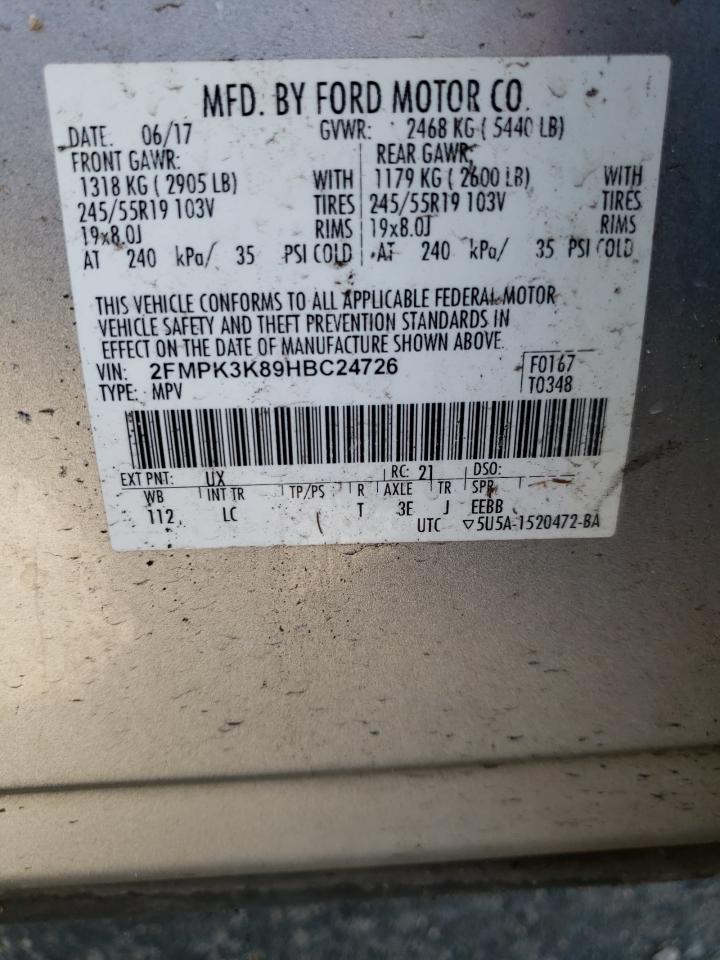 MFD. BY FORD MOTOR CO.
DATE: 06/17 GVWR: 2468 KG ( 5440 LB)
FRONT GAWR: REAR GAWR:
1318 KG ( 2905 LB) WITH 1179 KG ( 2600 LB) WITH
245/55R19 103V TIRES 245/55R19 103V TIRES
19x8.0J RIMS 19x8.0J RIMS
AT 240 kPa/ 35 PSI COLD AT 240 kPa/ 35 PSI COLD
THIS VEHICLE CONFORMS TO ALL APPLICABLE FEDERAL MOTOR
VEHICLE SAFETY AND THEFT PREVENTION STANDARDS IN
EFFECT ON THE DATE OF MANUFACTURE SHOWN ABOVE.
VIN: 2FMPK3K89HBC24726 F0167
TYPE: MPV T0348
EXT PNT: UX RC: 21 DSO:
WB INT TR TP/PS R AXLE TR SPR
112 LC T 3E J EEBB
UTC ▽5U5A-1520472-BA